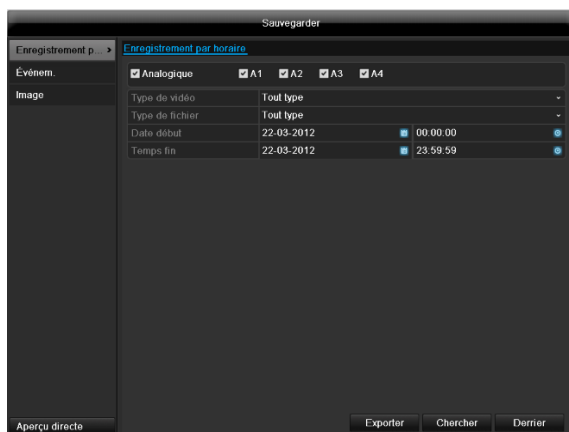 Sauvegarder
Enregistrement p...
Évènem.
Image
Aperçu directe
Enregistrement par horaire
Analogique A1 A2 A3 A4
Type de vidéo Tout type
Type de fichier Tout type
Date début 22-03-2012 00:00:00
Temps fin 22-03-2012 23:59:59
Exporter Chercher Derrier